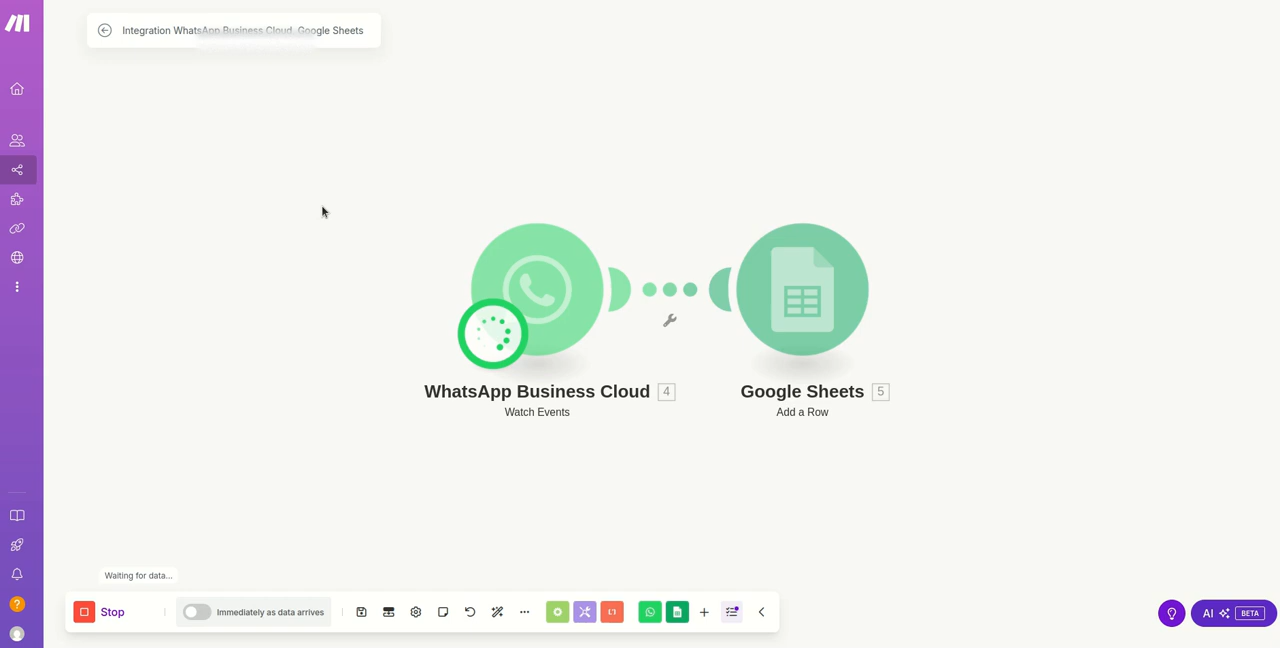 Integration WhatsApp Business Cloud, Google Sheets
WhatsApp Business Cloud 4
Watch Events
Google Sheets 5
Add a Row
Waiting for data...
Stop
Immediately as data arrives
AI BETA